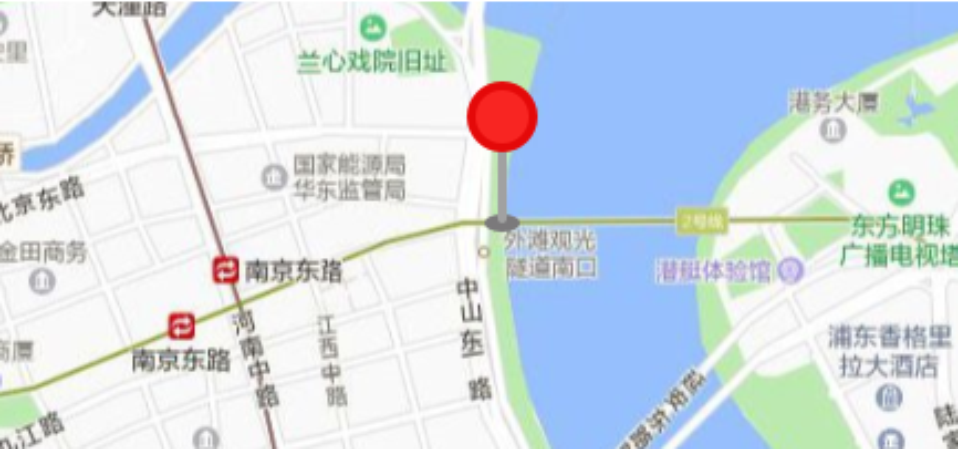 天潼路
兰心戏院旧址
港务大厦
国家能源局
华东监管局
北京东路
2号线
东方明珠
广播电视塔
外滩观光
隧道南口
金田商务
南京东路
潜艇体验馆
中山东一路
南京东路
河南中路
江西中路
浦东香格里
拉大酒店
商厦
九江路